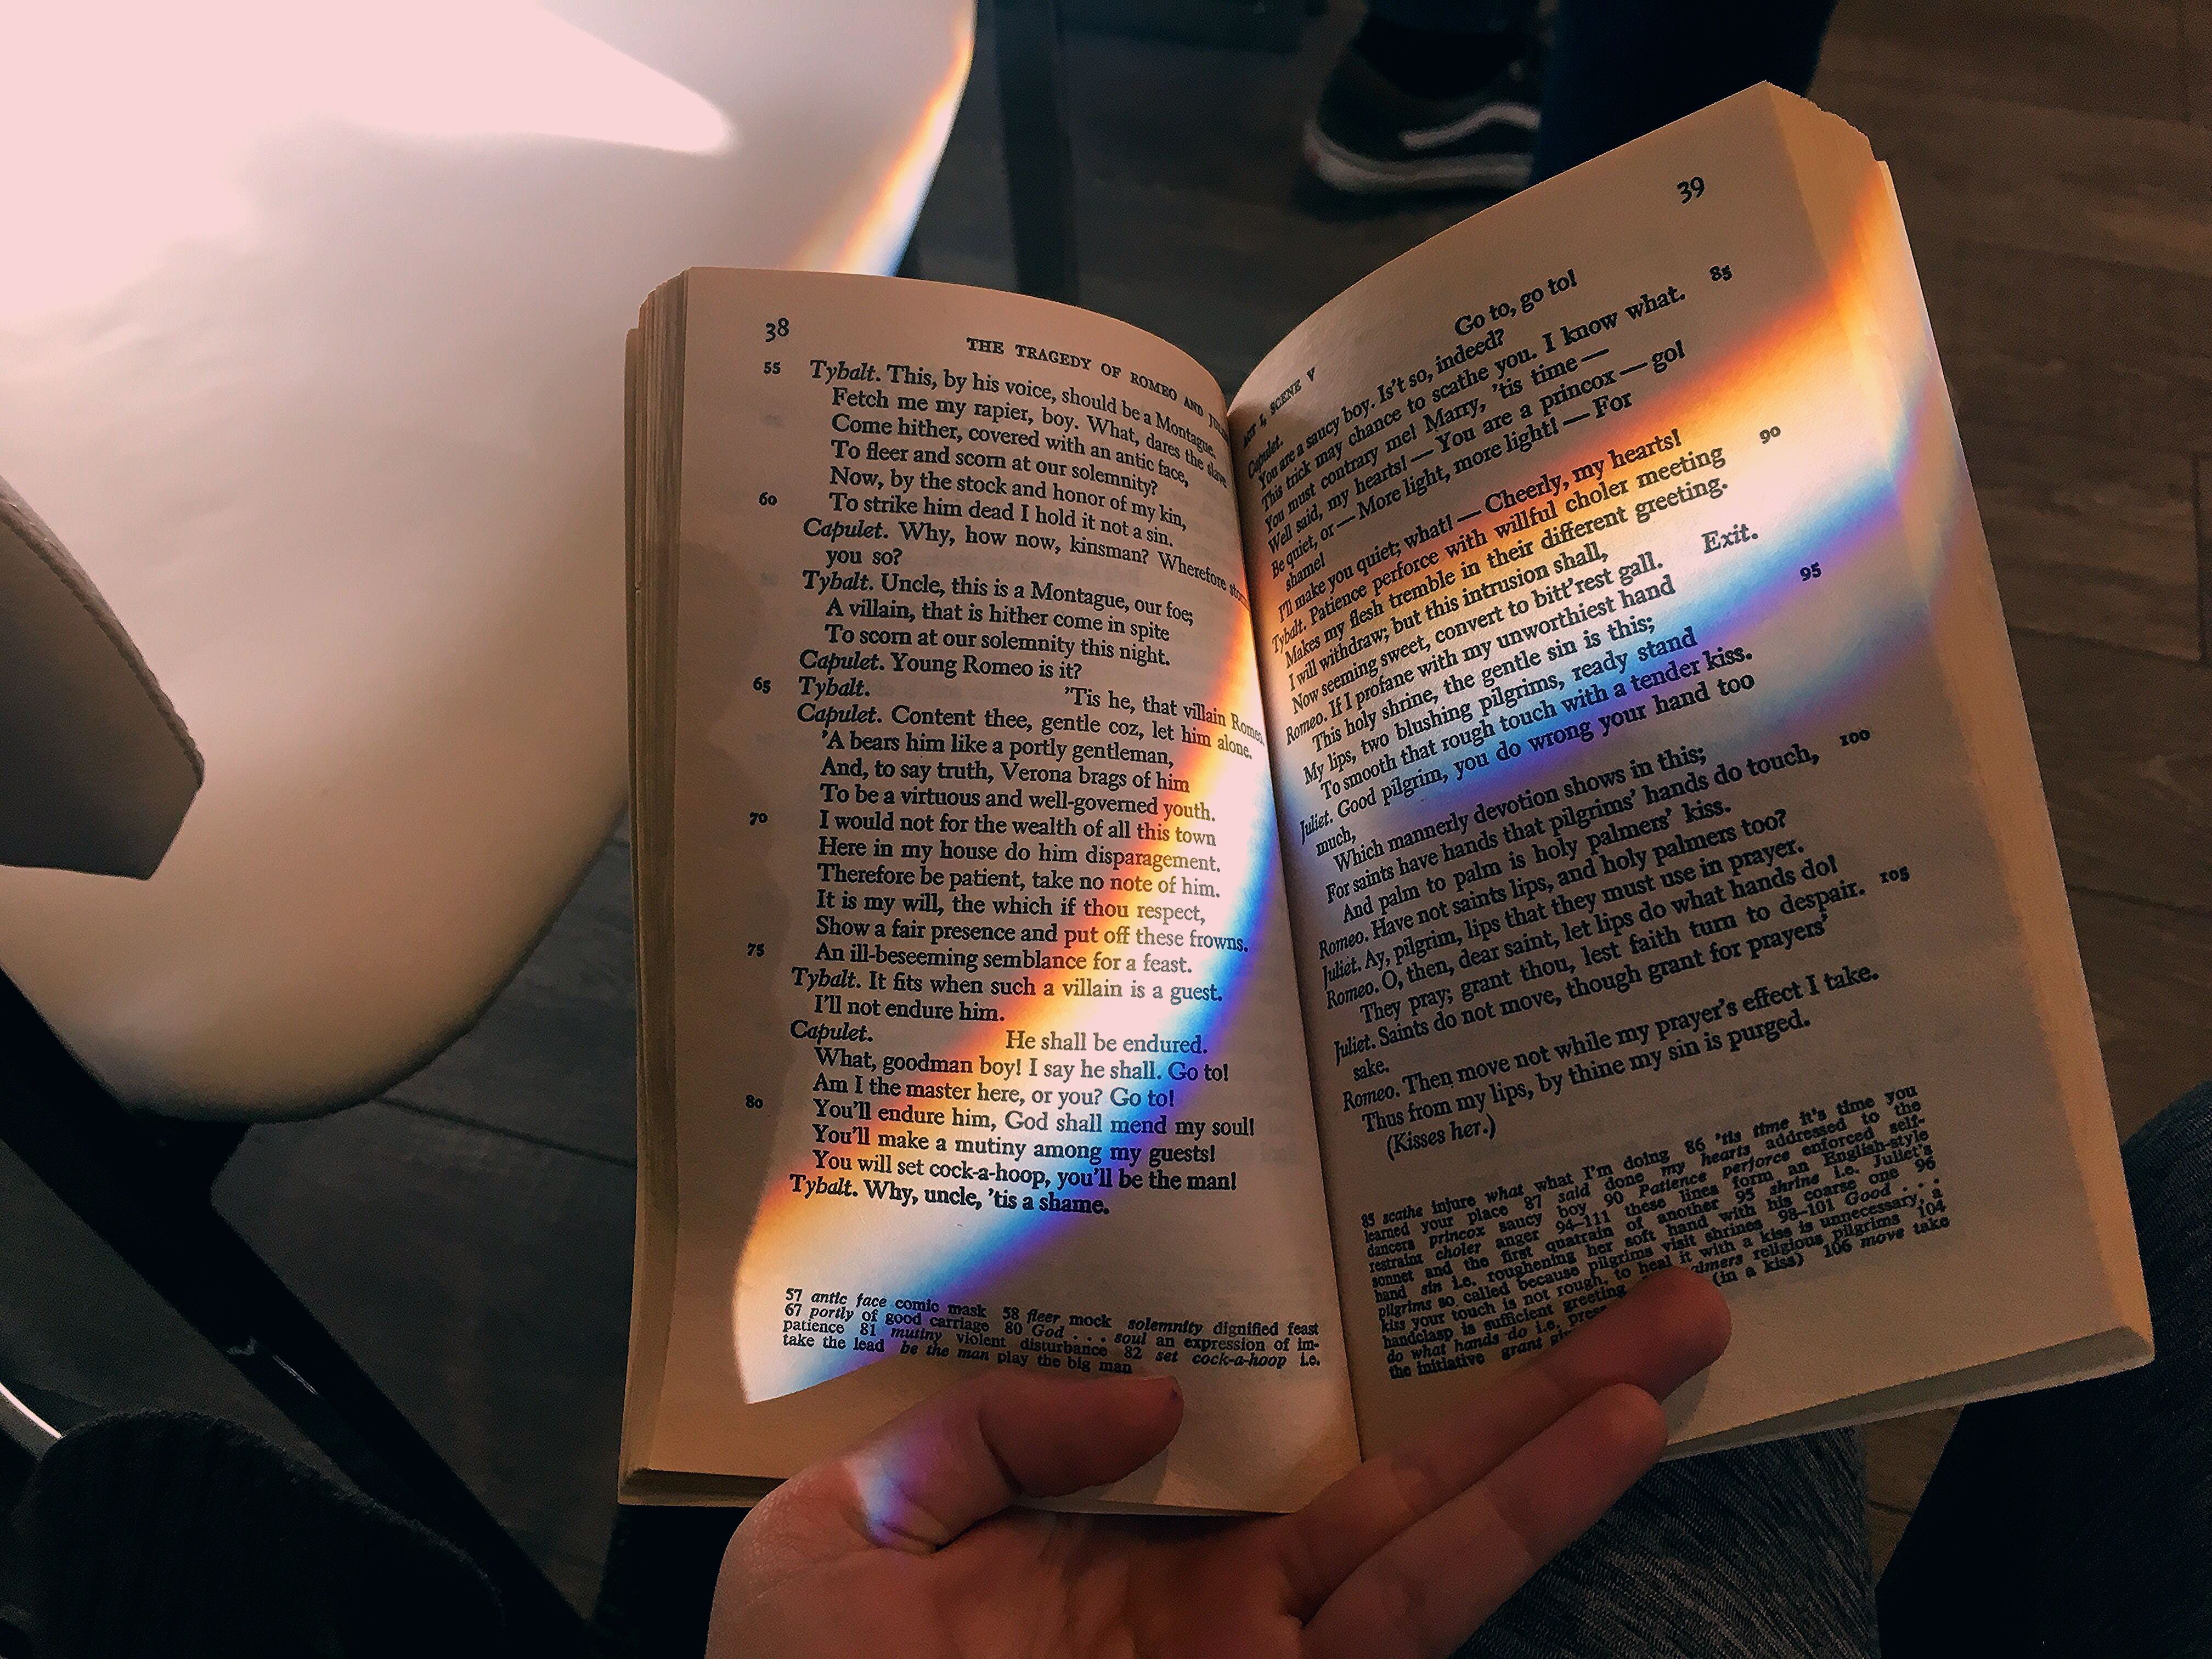 38
THE TRAGEDY OF ROMEO AND
55 Tybalt. This, by his voice, should be a Montague.
Fetch me my rapier, boy. What, dares the slave
Come hither, covered with an antic face,
To fleer and scorn at our solemnity?
Now, by the stock and honor of my kin,
60 To strike him dead I hold it not a sin.
Capulet. Why, how now, kinsman? Wherefore
you so?
Tybalt. Uncle, this is a Montague, our foe;
A villain, that is hither come in spite
To scorn at our solemnity this night.
Capulet. Young Romeo is it?
65 Tybalt. 'Tis he, that villain Romeo.
Capulet. Content thee, gentle coz, let him alone.
'A bears him like a portly gentleman,
And, to say truth, Verona brags of him
To be a virtuous and well-governed youth.
70 I would not for the wealth of all this town
Here in my house do him disparagement.
Therefore be patient, take no note of him.
It is my will, the which if thou respect,
Show a fair presence and put off these frowns.
75 An ill-beseeming semblance for a feast.
Tybalt. It fits when such a villain is a guest.
I'll not endure him.
Capulet. He shall be endured.
What, goodman boy! I say he shall. Go to!
Am I the master here, or you? Go to!
80 You'll endure him, God shall mend my soul!
You'll make a mutiny among my guests!
You will set cock-a-hoop, you'll be the man!
Tybalt. Why, uncle, 'tis a shame.
57 antic face comic mask 58 fleer mock solemnity dignified feast
67 portly of good carriage 80 God . . . soul an expression of im-
patience 81 mutiny violent disturbance 82 set cock-a-hoop i.e.
take the lead be the man play the big man
39
ACT I, SCENE V
Capulet. Go to, go to!
You are a saucy boy. Is't so, indeed?
This trick may chance to scathe you. I know what. 85
You must contrary me! Marry, 'tis time —
Well said, my hearts! — You are a princox — go!
Be quiet, or — More light, more light! — For
shame!
I'll make you quiet; what! — Cheerly, my hearts!
Tybalt. Patience perforce with willful choler meeting 90
Makes my flesh tremble in their different greeting.
I will withdraw; but this intrusion shall,
Now seeming sweet, convert to bitt'rest gall. Exit.
Romeo. If I profane with my unworthiest hand
This holy shrine, the gentle sin is this; 95
My lips, two blushing pilgrims, ready stand
To smooth that rough touch with a tender kiss.
Juliet. Good pilgrim, you do wrong your hand too
much,
Which mannerly devotion shows in this;
For saints have hands that pilgrims' hands do touch, 100
And palm to palm is holy palmers' kiss.
Romeo. Have not saints lips, and holy palmers too?
Juliet. Ay, pilgrim, lips that they must use in prayer.
Romeo. O, then, dear saint, let lips do what hands do!
They pray; grant thou, lest faith turn to despair. 105
Juliet. Saints do not move, though grant for prayers'
sake.
Romeo. Then move not while my prayer's effect I take.
Thus from my lips, by thine my sin is purged.
(Kisses her.)
85 scathe injure what what I'm doing 86 'tis time it's time you
learned your place 87 said done my hearts addressed to the
dancers princox saucy boy 90 Patience perforce enforced self-
restraint choler anger 94–111 these lines form an English-style
sonnet and the first quatrain of another 95 shrine i.e. Juliet's
hand sin i.e. roughening her soft hand with his coarse one 96
pilgrims so called because pilgrims visit shrines 98–101 Good . . .
kiss your touch is not rough, to heal it with a kiss is unnecessary, a
handclasp is sufficient greeting palmers religious pilgrims 104
do what hands do i.e. press (in a kiss) 106 move take
the initiative grant